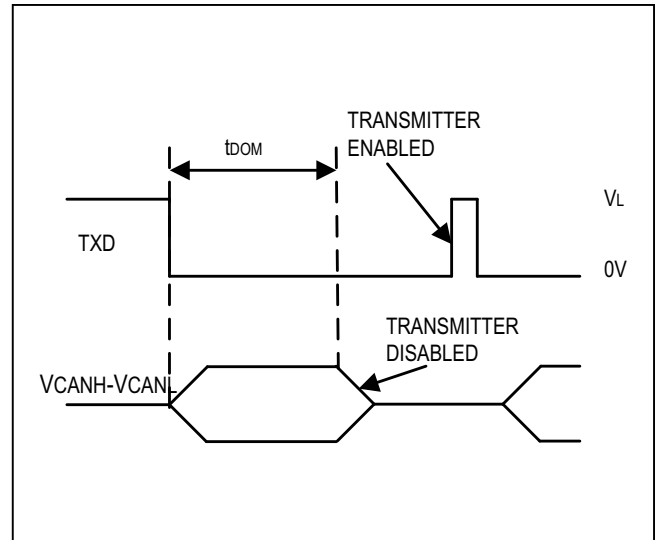 TRANSMITTER
ENABLED
tDOM
VL
TXD
0V
TRANSMITTER
DISABLED
VCANH-VCANL